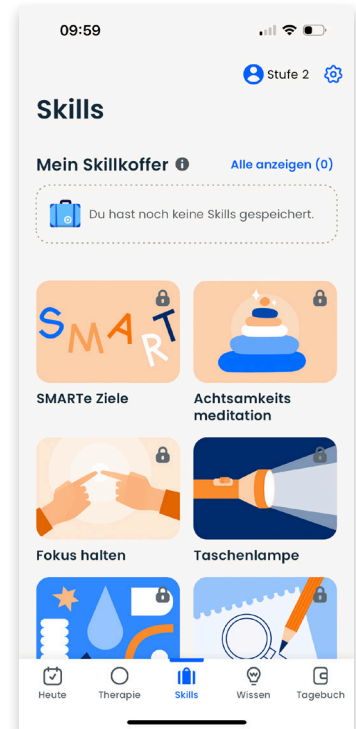 09:59
Stufe 2
Skills
Mein Skillkoffer
Alle anzeigen (0)
Du hast noch keine Skills gespeichert.
SMART
SMARTe Ziele
Achtsamkeits
meditation
Fokus halten
Taschenlampe
Heute
Therapie
Skills
Wissen
Tagebuch